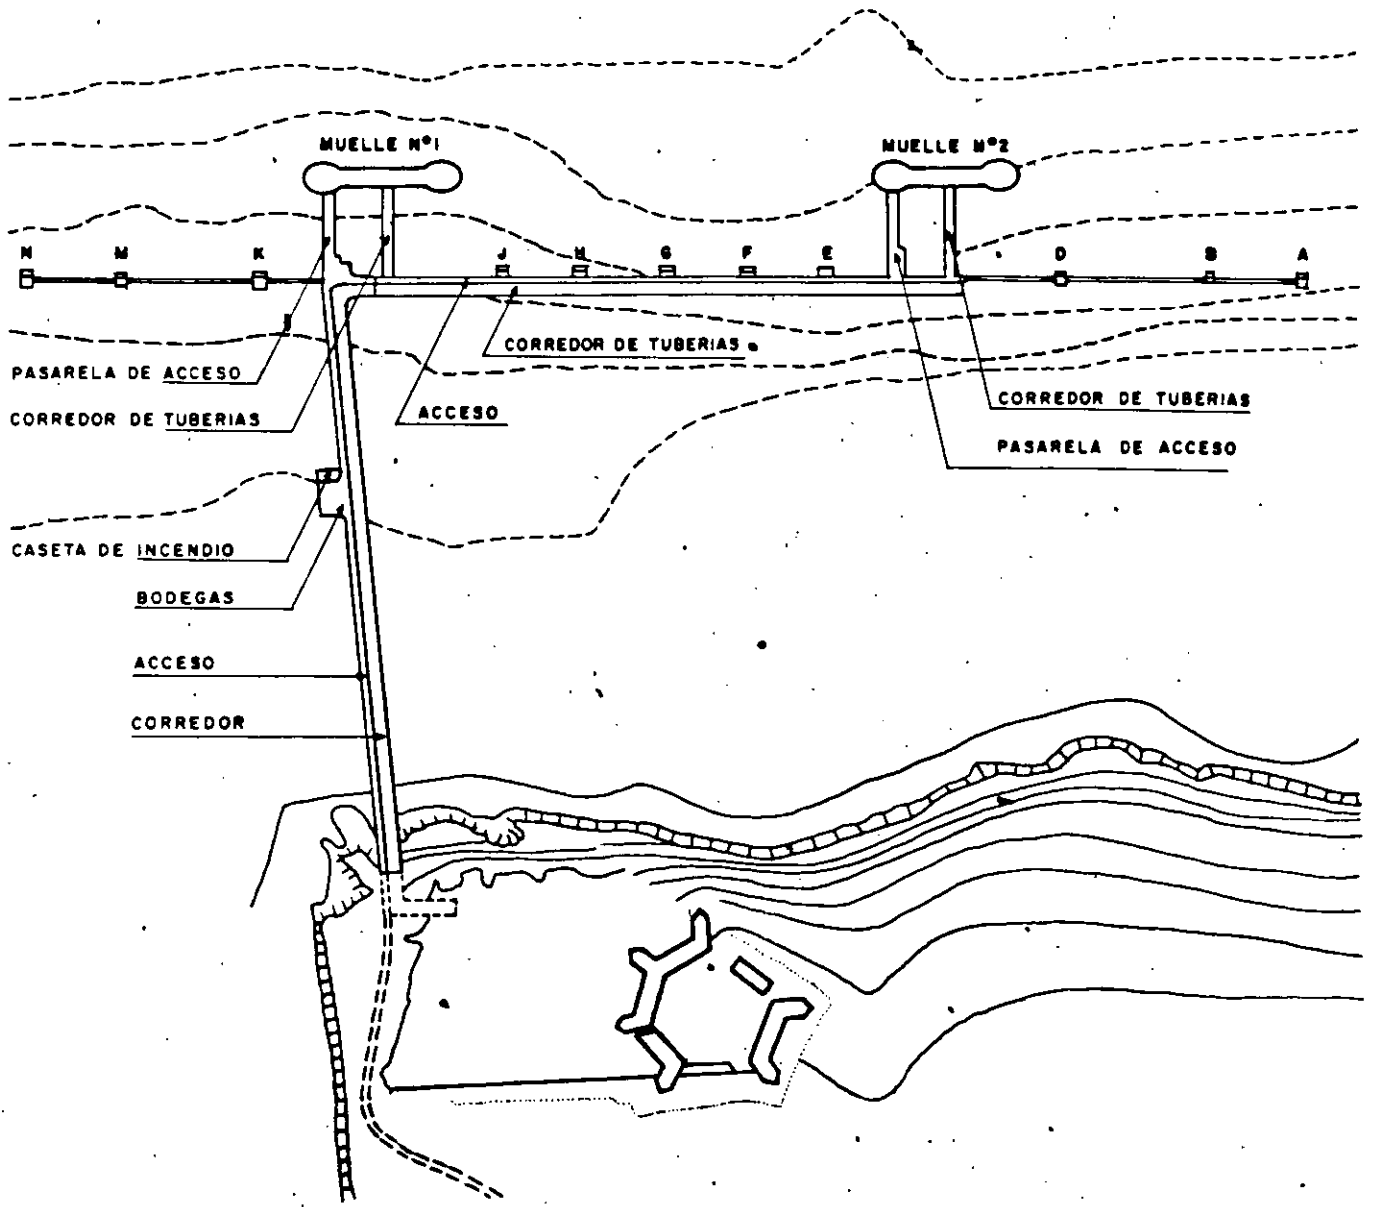 MUELLE Nº1
MUELLE Nº2
N M K J H G F E D B A
CORREDOR DE TUBERIAS
PASARELA DE ACCESO
CORREDOR DE TUBERIAS
ACCESO
CORREDOR DE TUBERIAS
PASARELA DE ACCESO
CASETA DE INCENDIO
BODEGAS
ACCESO
CORREDOR